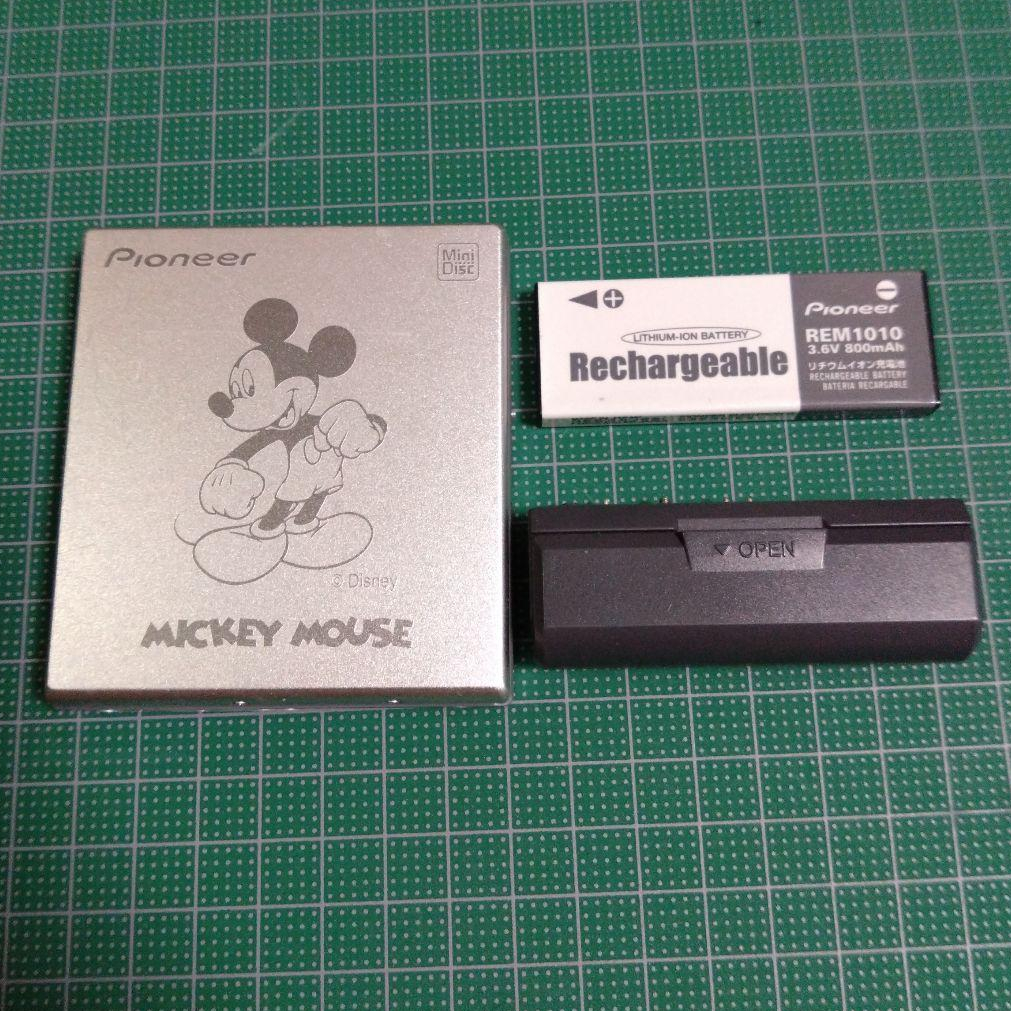 Pioneer
Mini
Disc
© Disney
MICKEY MOUSE
LITHIUM-ION BATTERY
Rechargeable
Pioneer
REM1010
3.6V 800mAh
リチウムイオン充電池
RECHARGEABLE BATTERY
BATERIA RECARGABLE
OPEN